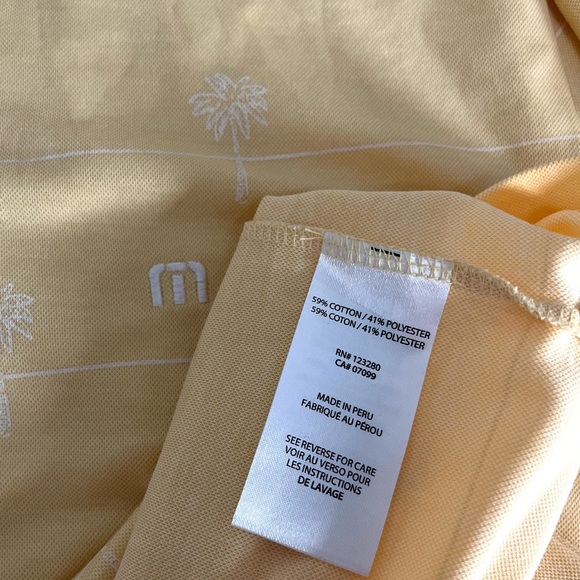 m
59% COTTON / 41% POLYESTER
59% COTON / 41% POLYESTER
RN# 123280
CA# 07099
MADE IN PERU
FABRIQUÉ AU PÉROU
SEE REVERSE FOR CARE
VOIR AU VERSO POUR
LES INSTRUCTIONS
DE LAVAGE